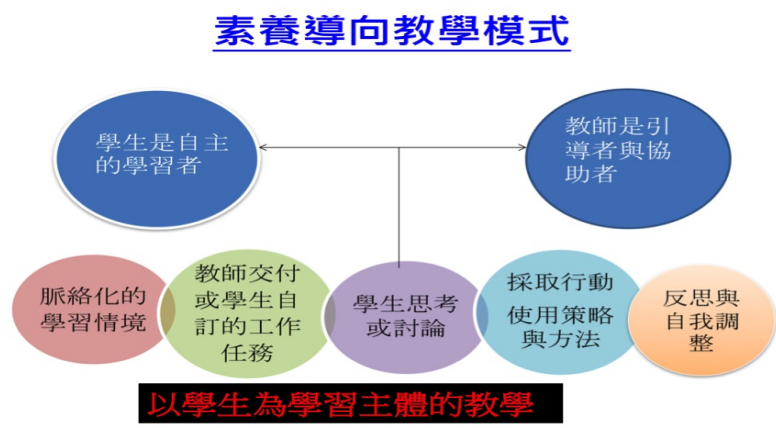 素養導向教學模式
學生是自主
的學習者
教師是引
導者與協
助者
脈絡化的
學習情境
教師交付
或學生自
訂的工作
任務
學生思考
或討論
採取行動
使用策略
與方法
反思與
自我調
整
以學生為學習主體的教學